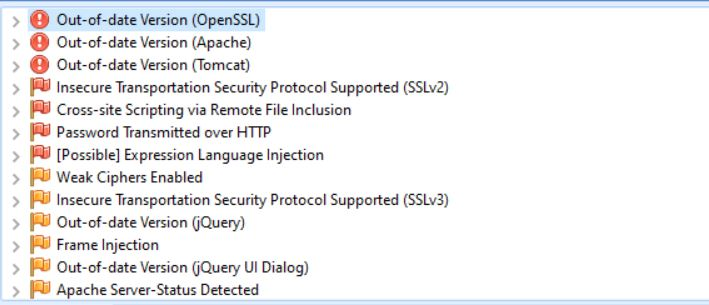 Out-of-date Version (OpenSSL)
Out-of-date Version (Apache)
Out-of-date Version (Tomcat)
Insecure Transportation Security Protocol Supported (SSLv2)
Cross-site Scripting via Remote File Inclusion
Password Transmitted over HTTP
[Possible] Expression Language Injection
Weak Ciphers Enabled
Insecure Transportation Security Protocol Supported (SSLv3)
Out-of-date Version (jQuery)
Frame Injection
Out-of-date Version (jQuery UI Dialog)
Apache Server-Status Detected